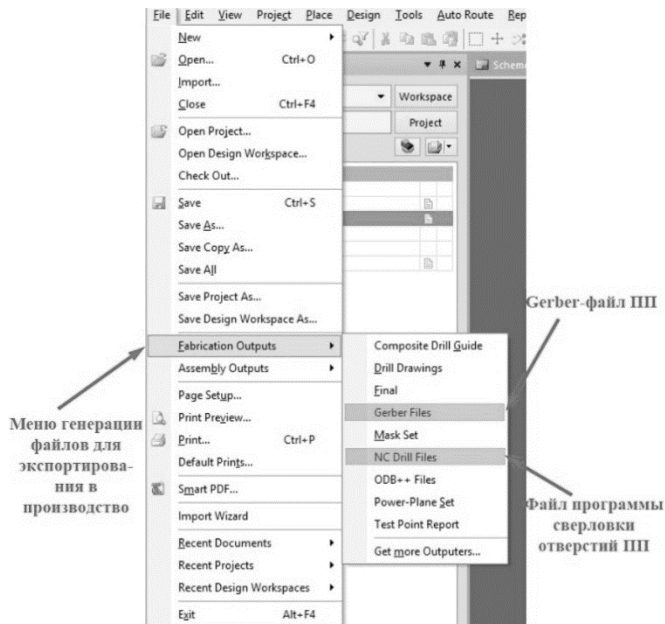 File Edit View Project Place Design Tools Auto Route Rep
New
Open... Ctrl+O
Import...
Close Ctrl+F4
Workspace
Open Project...
Project
Open Design Workspace...
Check Out...
Save Ctrl+S
Save As...
Save Copy As...
Save All
Save Project As...
Save Design Workspace As...
Fabrication Outputs
Assembly Outputs
Page Setup...
Print Preview...
Print... Ctrl+P
Default Prints...
Smart PDF...
Import Wizard
Recent Documents
Recent Projects
Recent Design Workspaces
Exit Alt+F4
Schem
Composite Drill Guide
Drill Drawings
Final
Gerber Files
Mask Set
NC Drill Files
ODB++ Files
Power-Plane Set
Test Point Report
Get more Outputers...
Gerber-файл ПП
Меню генерации
файлов для
экспортирова-
ния в
производство
Файл программы
сверловки
отверстий ПП